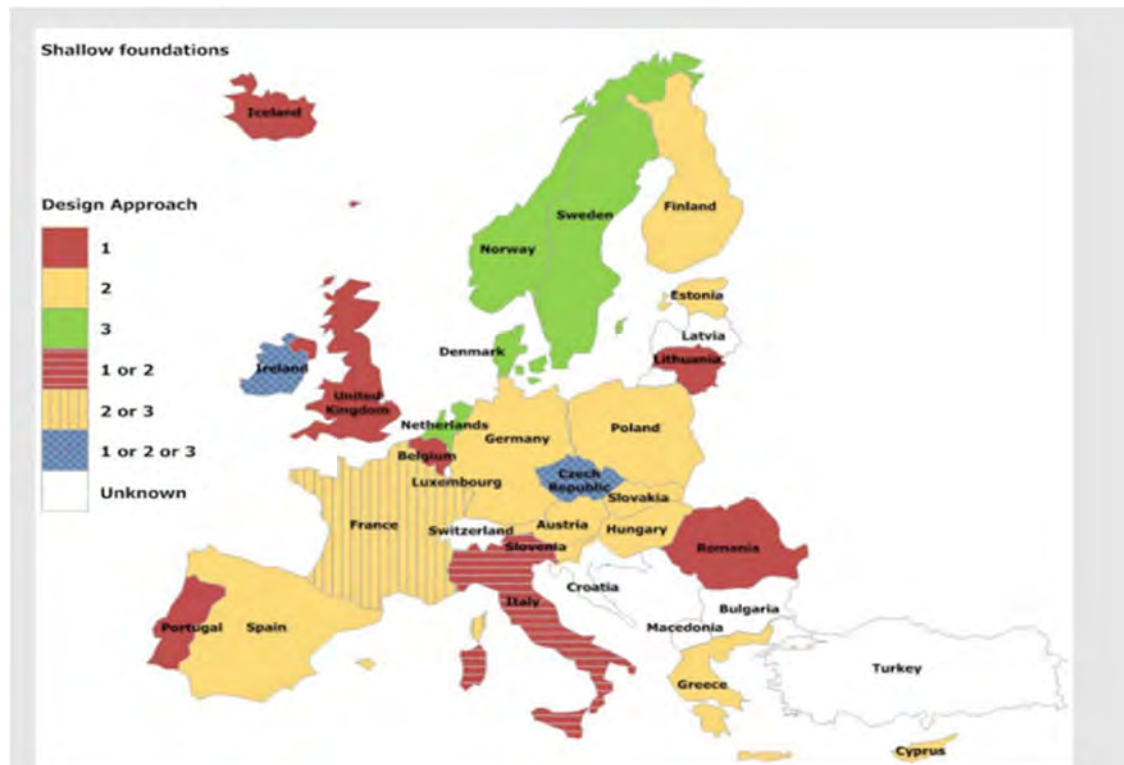 Shallow foundations
Iceland
Design Approach
1
2
3
1 or 2
2 or 3
1 or 2 or 3
Unknown
Finland
Sweden
Norway
Estonia
Latvia
Lithuania
Denmark
Ireland
United
Kingdom
Netherlands
Belgium
Luxembourg
Germany
Poland
Czech
Republic
Slovakia
France
Switzerland
Austria
Hungary
Slovenia
Romania
Croatia
Italy
Bulgaria
Macedonia
Portugal
Spain
Turkey
Greece
Cyprus